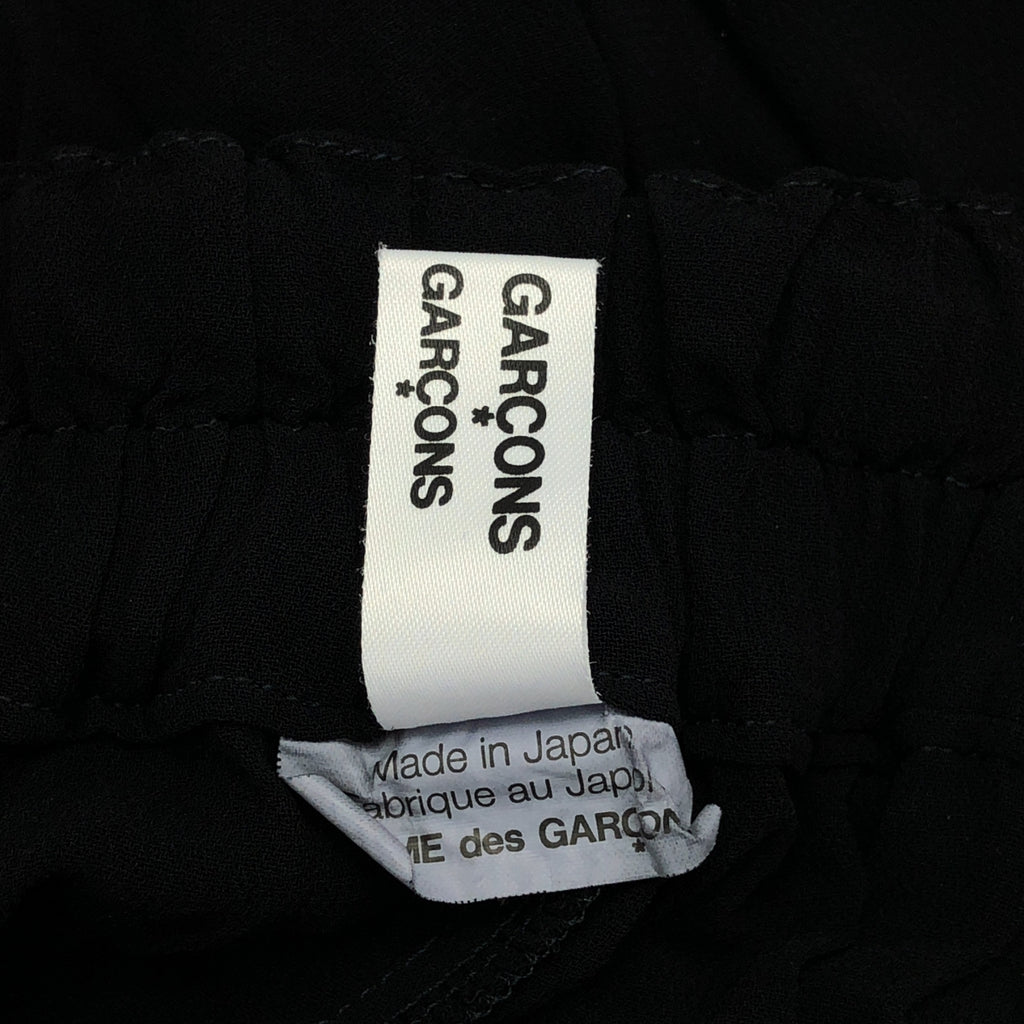 GARÇONS
GARÇONS
Made in Japan
abrique au Japo
ME des GARÇON